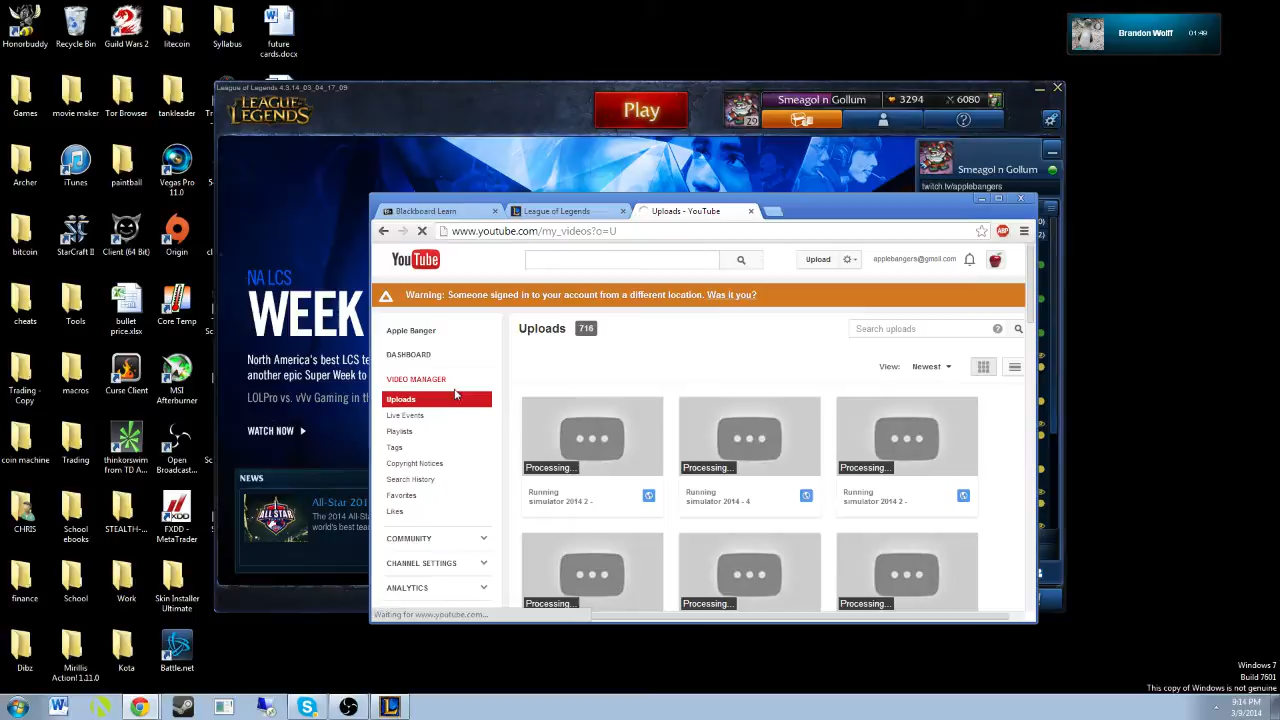 Honorbuddy
Recycle Bin
Guild Wars 2
litecoin
Syllabus
future cards.docx
Games
movie maker
Tor Browser
tankleader
Archer
iTunes
paintball
Vegas Pro 11.0
bitcoin
StarCraft II
Client (64 Bit)
Origin
cheats
Tools
bullet price.xlsx
Core Temp
Trading - Copy
macros
Curse Client
MSI Afterburner
coin machine
Trading
thinkorswim from TD A...
Open Broadcast...
CHRIS
School ebooks
STEALTH-...
FXDD - MetaTrader
finance
School
Work
Skin Installer Ultimate
Dibz
Mirillis Action! 1.11.0
Kota
Battle.net
Brandon Wolff 01:49
League of Legends 4.3.14_03_04_17_09
LEAGUE OF LEGENDS
Play
Smeagol n Gollum
3294
6080
29
Smeagol n Gollum
twitch.tv/applebangers
NA LCS
WEEK
North America's best LCS te
another epic Super Week to
LOLPro vs. vVv Gaming in t
WATCH NOW
NEWS
ALL STAR
All-Star 201
The 2014 All-St
world's best tean
Blackboard Learn
League of Legends
Uploads - YouTube
www.youtube.com/my_videos?o=U
ABP
YouTube
Upload
applebangers@gmail.com
Warning: Someone signed in to your account from a different location. Was it you?
Apple Banger
DASHBOARD
VIDEO MANAGER
Uploads
Live Events
Playlists
Tags
Copyright Notices
Search History
Favorites
Likes
COMMUNITY
CHANNEL SETTINGS
ANALYTICS
Uploads 716
Search uploads
View: Newest
Processing...
Processing...
Processing...
Running simulator 2014 2 -
Running simulator 2014 - 4
Running simulator 2014 2 -
Processing...
Processing...
Processing...
Waiting for www.youtube.com...
Windows 7
Build 7601
This copy of Windows is not genuine
9:14 PM
3/9/2014